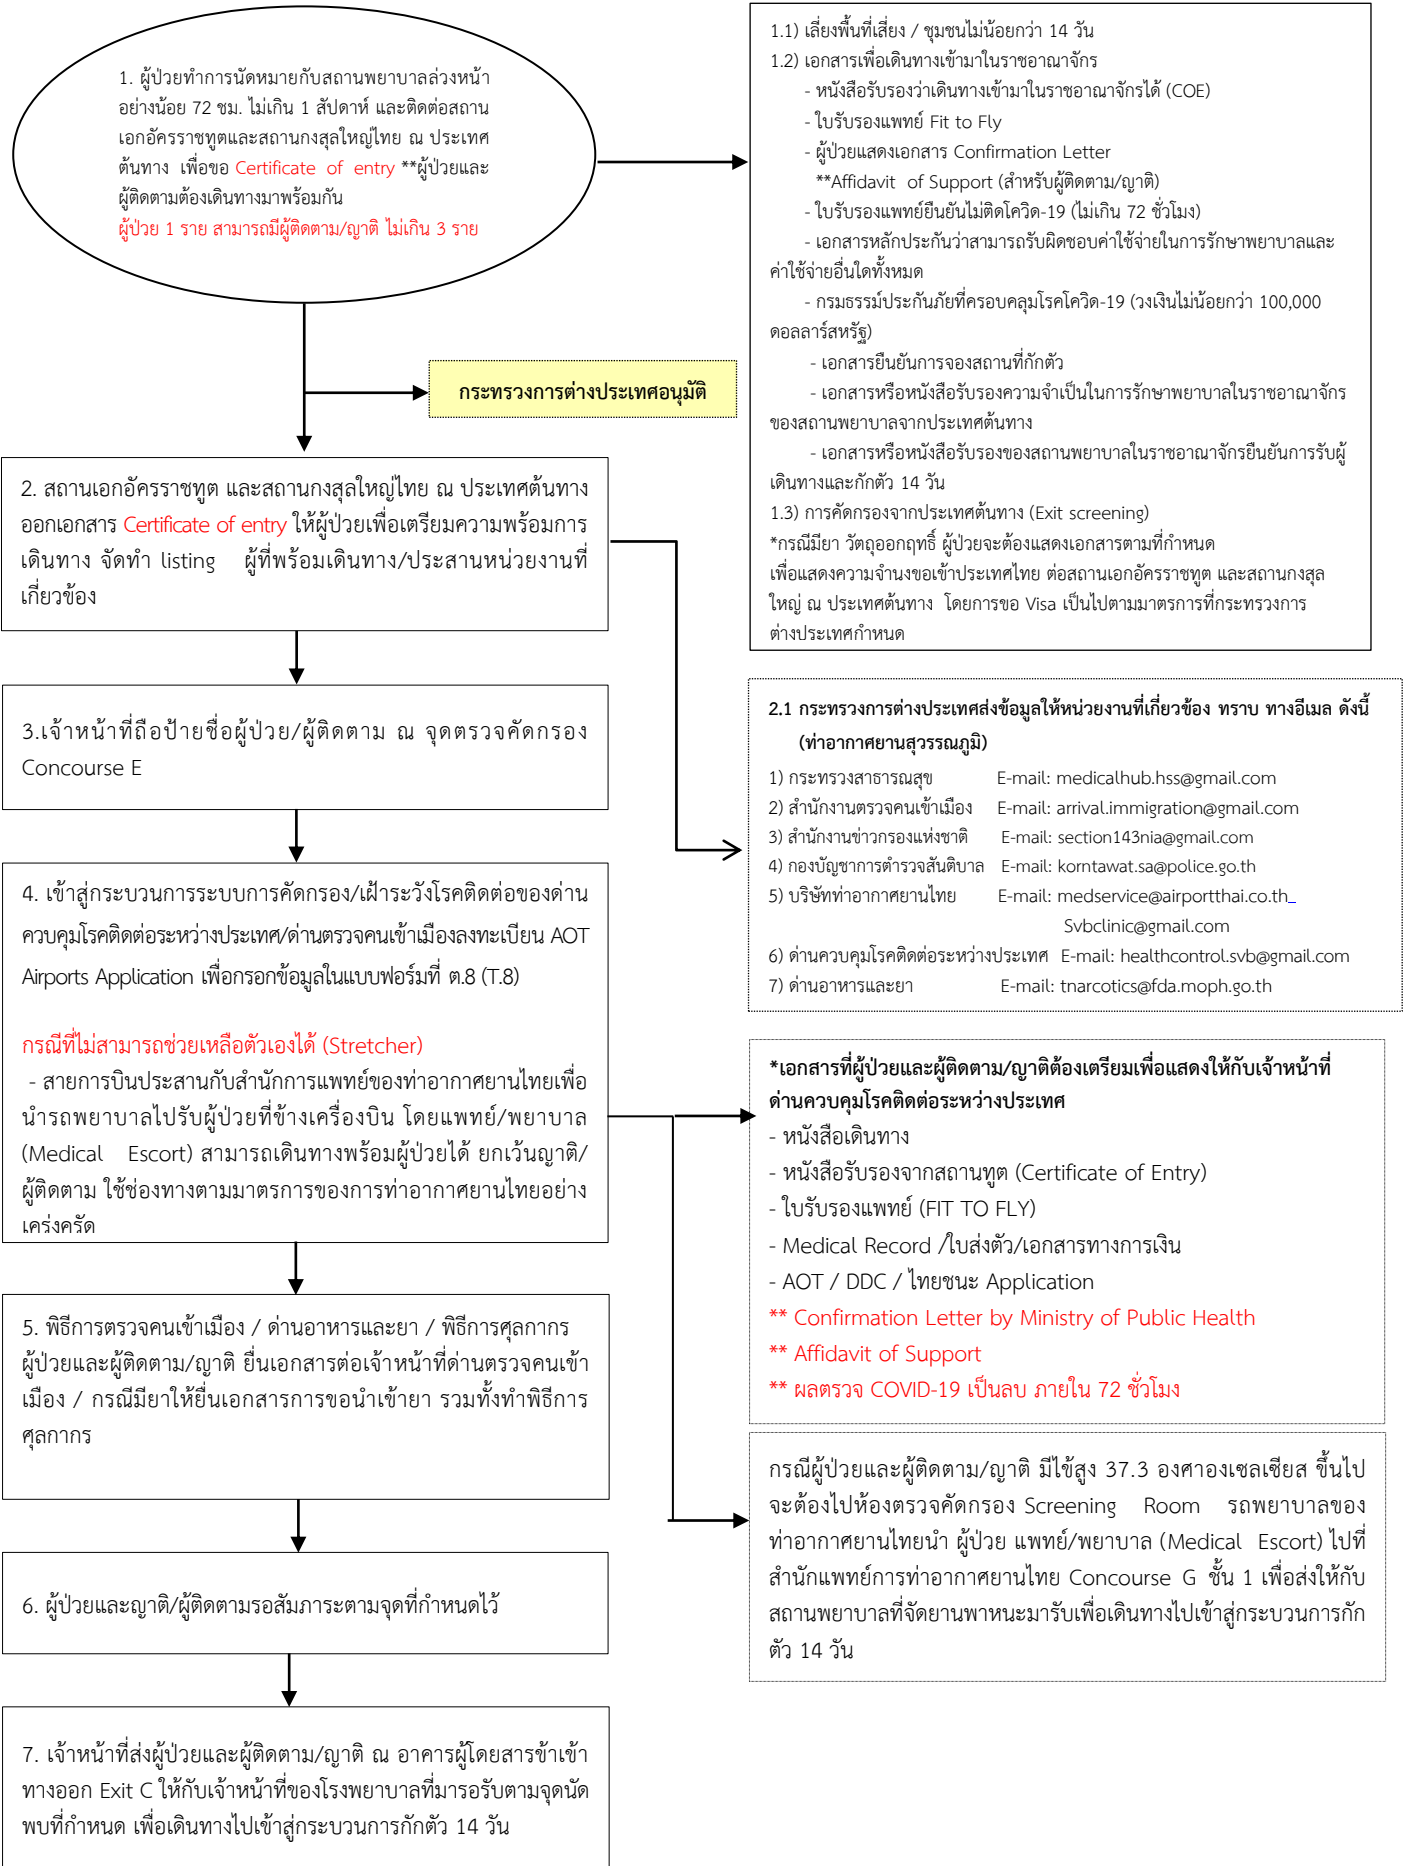 1. ผู้ป่วยทำการนัดหมายกับสถานพยาบาลล่วงหน้า
อย่างน้อย 72 ชม. ไม่เกิน 1 สัปดาห์ และติดต่อสถาน
เอกอัครราชทูตและสถานกงสุลใหญ่ไทย ณ ประเทศ
ต้นทาง เพื่อขอ Certificate of entry **ผู้ป่วยและ
ผู้ติดตามต้องเดินทางมาพร้อมกัน
ผู้ป่วย 1 ราย สามารถมีผู้ติดตาม/ญาติ ไม่เกิน 3 ราย
1.1) เลี่ยงพื้นที่เสี่ยง / ชุมชนไม่น้อยกว่า 14 วัน
1.2) เอกสารเพื่อเดินทางเข้ามาในราชอาณาจักร
- หนังสือรับรองว่าเดินทางเข้ามาในราชอาณาจักรได้ (COE)
- ใบรับรองแพทย์ Fit to Fly
- ผู้ป่วยแสดงเอกสาร Confirmation Letter
**Affidavit of Support (สำหรับผู้ติดตาม/ญาติ)
- ใบรับรองแพทย์ยืนยันไม่ติดโควิด-19 (ไม่เกิน 72 ชั่วโมง)
- เอกสารหลักประกันว่าสามารถรับผิดชอบค่าใช้จ่ายในการรักษาพยาบาลและ
ค่าใช้จ่ายอื่นใดทั้งหมด
- กรมธรรม์ประกันภัยที่ครอบคลุมโรคโควิด-19 (วงเงินไม่น้อยกว่า 100,000
ดอลลาร์สหรัฐ)
- เอกสารยืนยันการจองสถานที่กักตัว
- เอกสารหรือหนังสือรับรองความจำเป็นในการรักษาพยาบาลในราชอาณาจักร
ของสถานพยาบาลจากประเทศต้นทาง
- เอกสารหรือหนังสือรับรองของสถานพยาบาลในราชอาณาจักรยืนยันการรับผู้
เดินทางและกักตัว 14 วัน
1.3) การคัดกรองจากประเทศต้นทาง (Exit screening)
*กรณีมียา วัตถุออกฤทธิ์ ผู้ป่วยจะต้องแสดงเอกสารตามที่กำหนด
เพื่อแสดงความจำนงขอเข้าประเทศไทย ต่อสถานเอกอัครราชทูต และสถานกงสุล
ใหญ่ ณ ประเทศต้นทาง โดยการขอ Visa เป็นไปตามมาตรการที่กระทรวงการ
ต่างประเทศกำหนด
กระทรวงการต่างประเทศอนุมัติ
2. สถานเอกอัครราชทูต และสถานกงสุลใหญ่ไทย ณ ประเทศต้นทาง
ออกเอกสาร Certificate of entry ให้ผู้ป่วยเพื่อเตรียมความพร้อมการ
เดินทาง จัดทำ listing ผู้ที่พร้อมเดินทาง/ประสานหน่วยงานที่
เกี่ยวข้อง
2.1 กระทรวงการต่างประเทศส่งข้อมูลให้หน่วยงานที่เกี่ยวข้อง ทราบ ทางอีเมล ดังนี้
(ท่าอากาศยานสุวรรณภูมิ)
1) กระทรวงสาธารณสุข E-mail: medicalhub.hss@gmail.com
2) สำนักงานตรวจคนเข้าเมือง E-mail: arrival.immigration@gmail.com
3) สำนักงานข่าวกรองแห่งชาติ E-mail: section143nia@gmail.com
4) กองบัญชาการตำรวจสันติบาล E-mail: korntawat.sa@police.go.th
5) บริษัทท่าอากาศยานไทย E-mail: medservice@airportthai.co.th
Svbclinic@gmail.com
6) ด่านควบคุมโรคติดต่อระหว่างประเทศ E-mail: healthcontrol.svb@gmail.com
7) ด่านอาหารและยา E-mail: tnarcotics@fda.moph.go.th
3.เจ้าหน้าที่ถือป้ายชื่อผู้ป่วย/ผู้ติดตาม ณ จุดตรวจคัดกรอง
Concourse E
4. เข้าสู่กระบวนการระบบการคัดกรอง/เฝ้าระวังโรคติดต่อของด่าน
ควบคุมโรคติดต่อระหว่างประเทศ/ด่านตรวจคนเข้าเมืองลงทะเบียน AOT
Airports Application เพื่อกรอกข้อมูลในแบบฟอร์มที่ ต.8 (T.8)
กรณีที่ไม่สามารถช่วยเหลือตัวเองได้ (Stretcher)
- สายการบินประสานกับสำนักการแพทย์ของท่าอากาศยานไทยเพื่อ
นำรถพยาบาลไปรับผู้ป่วยที่ข้างเครื่องบิน โดยแพทย์/พยาบาล
(Medical Escort) สามารถเดินทางพร้อมผู้ป่วยได้ ยกเว้นญาติ/
ผู้ติดตาม ใช้ช่องทางตามมาตรการของการท่าอากาศยานไทยอย่าง
เคร่งครัด
*เอกสารที่ผู้ป่วยและผู้ติดตาม/ญาติต้องเตรียมเพื่อแสดงให้กับเจ้าหน้าที่
ด่านควบคุมโรคติดต่อระหว่างประเทศ
- หนังสือเดินทาง
- หนังสือรับรองจากสถานทูต (Certificate of Entry)
- ใบรับรองแพทย์ (FIT TO FLY)
- Medical Record /ใบส่งตัว/เอกสารทางการเงิน
- AOT / DDC / ไทยชนะ Application
** Confirmation Letter by Ministry of Public Health
** Affidavit of Support
** ผลตรวจ COVID-19 เป็นลบ ภายใน 72 ชั่วโมง
5. พิธีการตรวจคนเข้าเมือง / ด่านอาหารและยา / พิธีการศุลกากร
ผู้ป่วยและผู้ติดตาม/ญาติ ยื่นเอกสารต่อเจ้าหน้าที่ด่านตรวจคนเข้า
เมือง / กรณีมียาให้ยื่นเอกสารการขอนำเข้ายา รวมทั้งทำพิธีการ
ศุลกากร
กรณีผู้ป่วยและผู้ติดตาม/ญาติ มีไข้สูง 37.3 องศาองเซลเซียส ขึ้นไป
จะต้องไปห้องตรวจคัดกรอง Screening Room รถพยาบาลของ
ท่าอากาศยานไทยนำ ผู้ป่วย แพทย์/พยาบาล (Medical Escort) ไปที่
สำนักแพทย์การท่าอากาศยานไทย Concourse G ชั้น 1 เพื่อส่งให้กับ
สถานพยาบาลที่จัดยานพาหนะมารับเพื่อเดินทางไปเข้าสู่กระบวนการกัก
ตัว 14 วัน
6. ผู้ป่วยและญาติ/ผู้ติดตามรอสัมภาระตามจุดที่กำหนดไว้
7. เจ้าหน้าที่ส่งผู้ป่วยและผู้ติดตาม/ญาติ ณ อาคารผู้โดยสารข้าเข้า
ทางออก Exit C ให้กับเจ้าหน้าที่ของโรงพยาบาลที่มารอรับตามจุดนัด
พบที่กำหนด เพื่อเดินทางไปเข้าสู่กระบวนการกักตัว 14 วัน